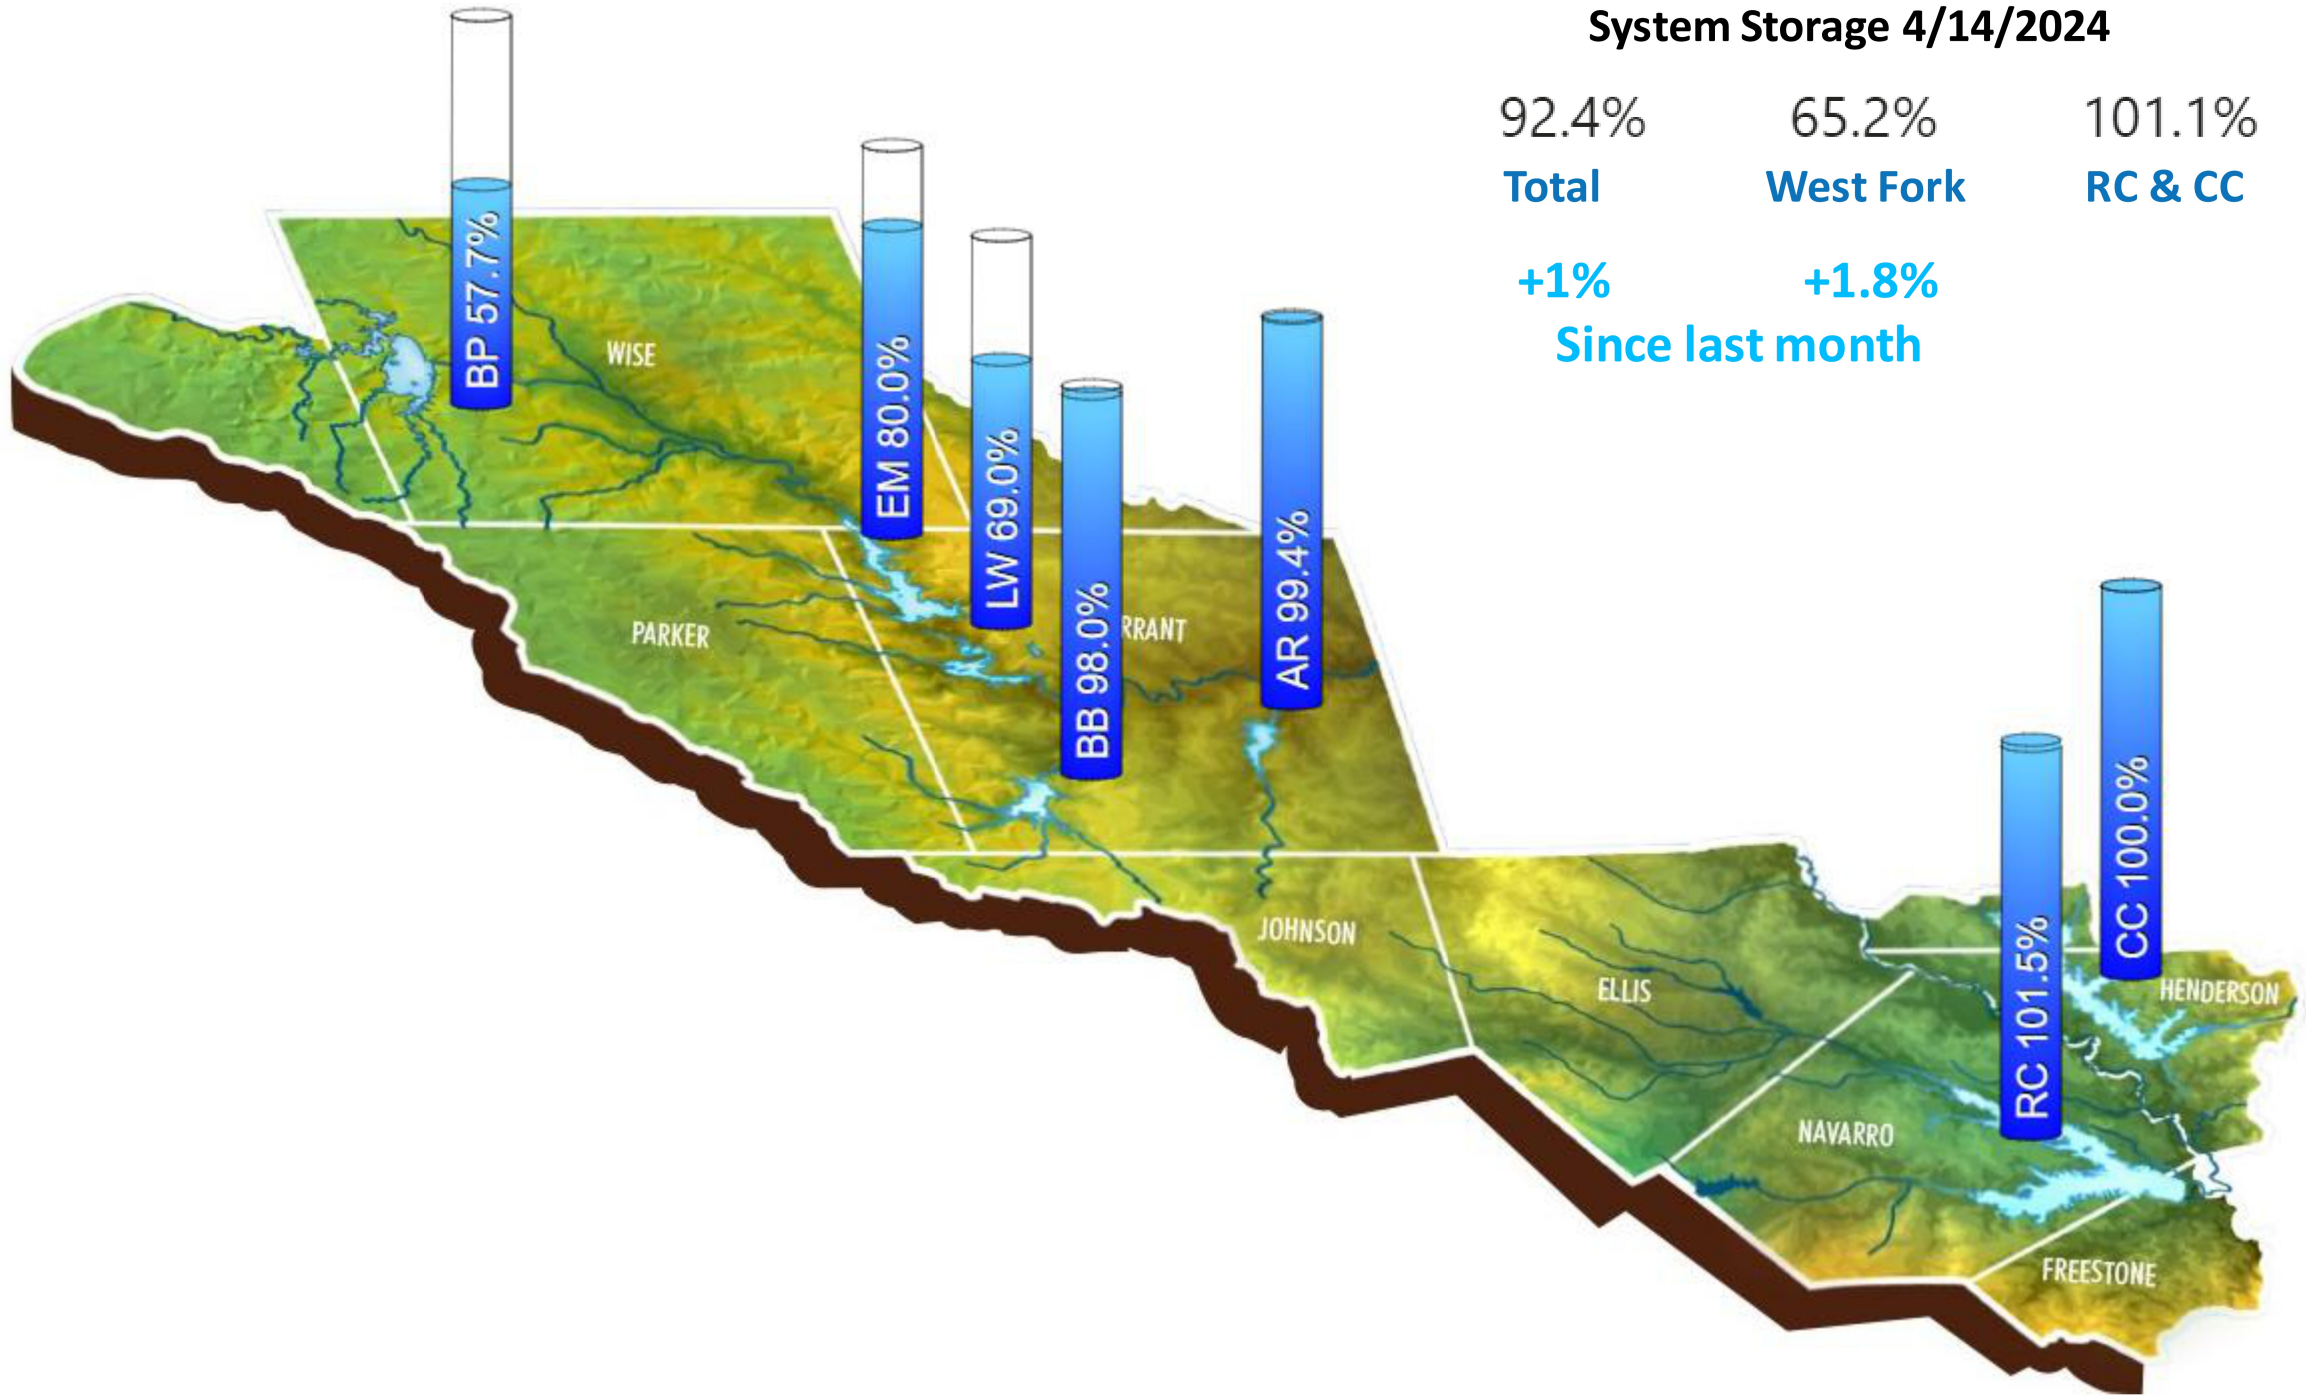 System Storage 4/14/2024
92.4% 65.2% 101.1%
Total West Fork RC & CC
+1% +1.8%
Since last month
BP 57.7%
EM 80.0%
LW 69.0%
BB 98.0%
AR 99.4%
RC 101.5%
CC 100.0%
WISE
PARKER
RRANT
JOHNSON
ELLIS
HENDERSON
NAVARRO
FREESTONE